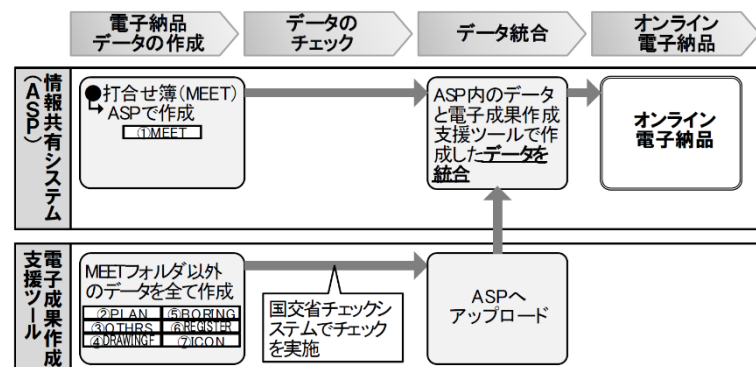 電子納品
データの作成
データの
チェック
データ統合
オンライン
電子納品
情報共有システム
(ASP)
●打合せ簿(MEET)
ASPで作成
①MEET
ASP内のデータ
と電子成果作成
支援ツールで作
成したデータを
統合
オンライン
電子納品
電子成果作成
支援ツール
MEETフォルダ以外
のデータを全て作成
②PLAN
⑤BORING
③OTHRS
⑥REGISTER
④DRAWINGF
⑦ICON
国交省チェックシ
ステムでチェック
を実施
ASPへ
アップロード